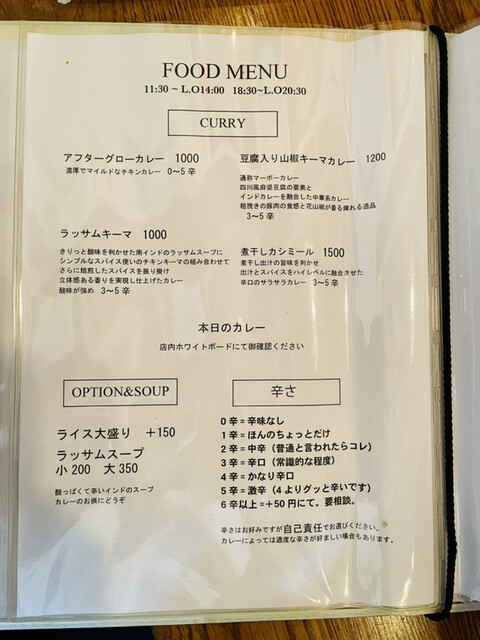 FOOD MENU
11:30 ~ L.O14:00 18:30~L.O20:30
CURRY
アフターグローカレー 1000
濃厚でマイルドなチキンカレー 0～5 辛
豆腐入り山椒キーマカレー 1200
通称マーボーカレー
四川風麻婆豆腐の要素と
インドカレーを融合した中華系カレー
粗挽きの豚肉の食感と花山椒が香る痺れる逸品
3～5 辛
ラッサムキーマ 1000
きりっと酸味を利かせた南インドのラッサムスープに
シンプルなスパイス使いのチキンキーマの組み合わせて
さらに焙煎したスパイスを振り掛け
立体感ある香りを実現し仕上げたカレー
酸味が強め 3～5 辛
煮干しカシミール 1500
煮干し出汁の旨味を利かせ
出汁とスパイスをハイレベルに融合させた
辛口のサラサラカレー 3～5 辛
本日のカレー
店内ホワイトボードにて御確認ください
OPTION&SOUP
ライス大盛り ＋150
ラッサムスープ
小 200 大 350
酸っぱくて辛いインドのスープ
カレーのお供にどうぞ
辛さ
0 辛 = 辛味なし
1 辛 = ほんのちょっとだけ
2 辛 = 中辛（普通と言われたらコレ）
3 辛 = 辛口（常識的な程度）
4 辛 = かなり辛口
5 辛 = 激辛（4 よりグッと辛いです）
6 辛以上 =＋50 円にて。要相談。
辛さはお好みですが自己責任でお選びください。
カレーによっては適度な辛さが好ましい場合もあります。